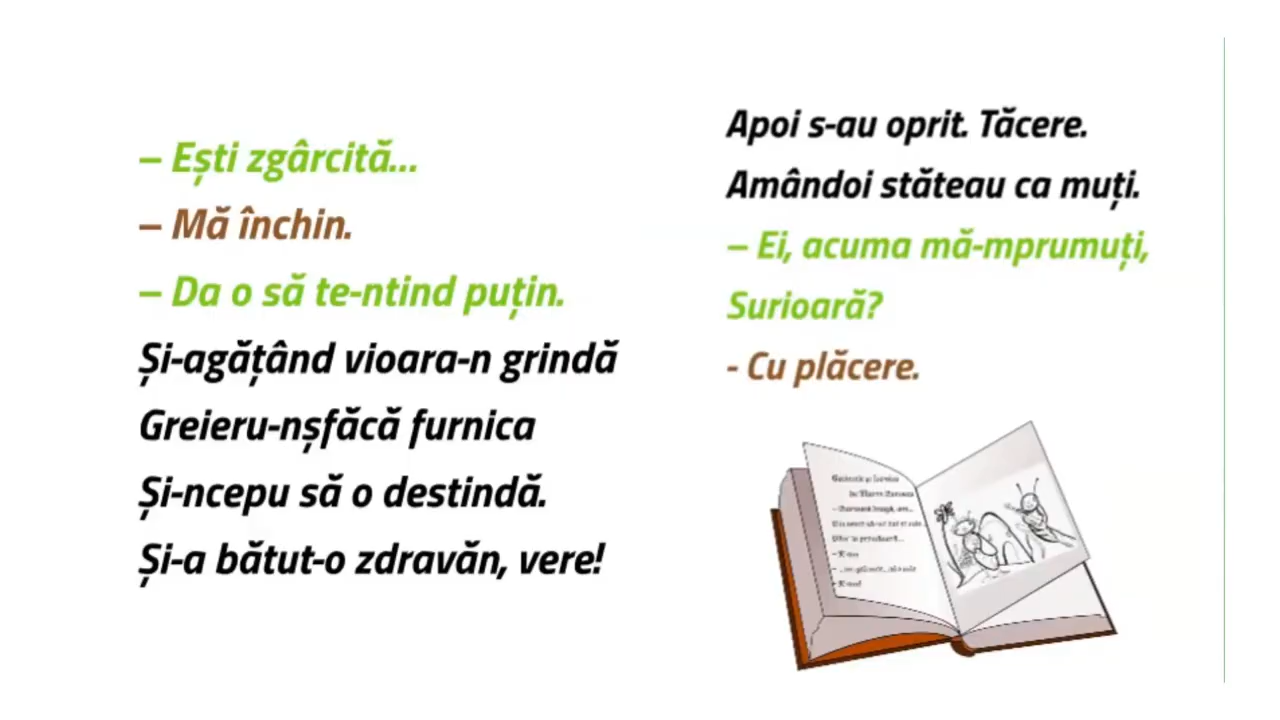 – Ești zgârcită...
– Mă închin.
– Da o să te-ntind puțin.
Și-agățând vioara-n grindă
Greieru-nșfăcă furnica
Și-ncepu să o destindă.
Și-a bătut-o zdravăn, vere!
Apoi s-au oprit. Tăcere.
Amândoi stăteau ca muți.
– Ei, acuma mă-mprumuți,
Surioară?
- Cu plăcere.